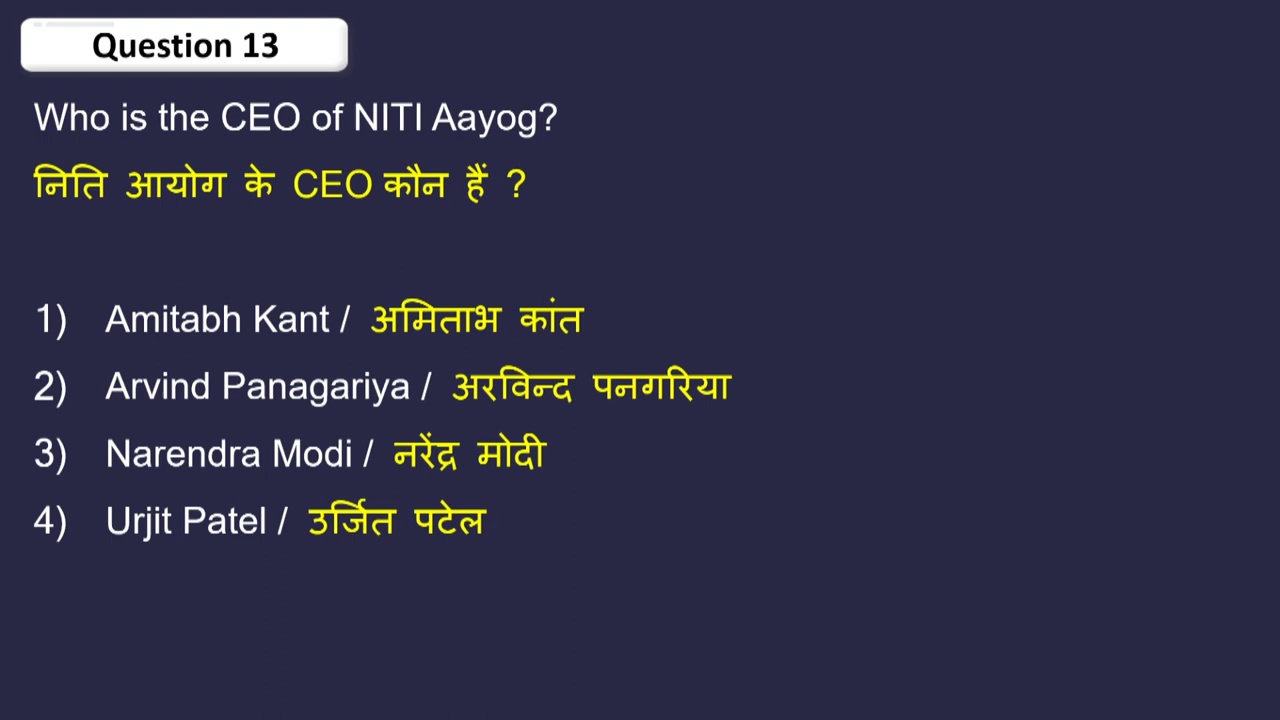 Question 13
Who is the CEO of NITI Aayog?
निति आयोग के CEO कौन हैं ?
1) Amitabh Kant / अमिताभ कांत
2) Arvind Panagariya / अरविन्द पनगरिया
3) Narendra Modi / नरेंद्र मोदी
4) Urjit Patel / उर्जित पटेल